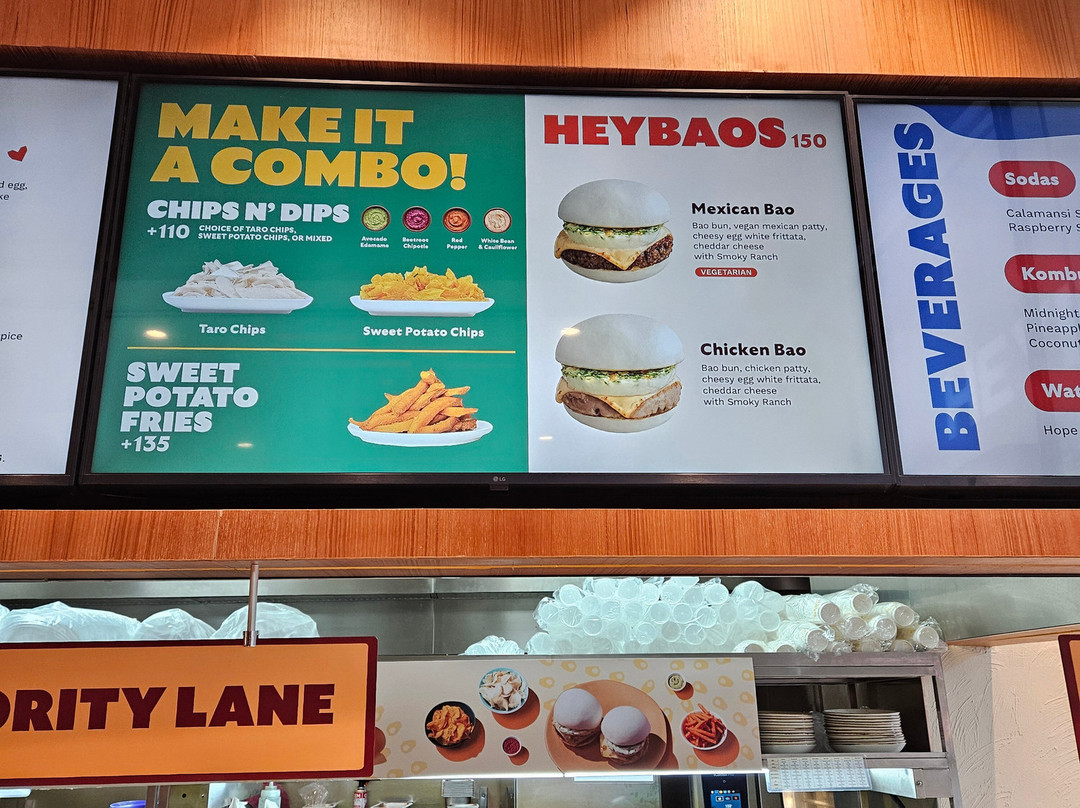 d egg,
ke
pice
s.
MAKE IT
A COMBO!
CHIPS N' DIPS
+110 CHOICE OF TARO CHIPS,
SWEET POTATO CHIPS, OR MIXED
Avocado
Edamame
Beetroot
Chipotle
Red
Pepper
White Bean
& Cauliflower
Taro Chips
Sweet Potato Chips
SWEET
POTATO
FRIES
+135
HEYBAOS 150
Mexican Bao
Bao bun, vegan mexican patty,
cheesy egg white frittata,
cheddar cheese
with Smoky Ranch
VEGETARIAN
Chicken Bao
Bao bun, chicken patty,
cheesy egg white frittata,
cheddar cheese
with Smoky Ranch
BEVERAGES
Sodas
Calamansi S
Raspberry S
Kombu
Midnight
Pineapp
Coconut
Wat
Hope
LG
ORITY LANE